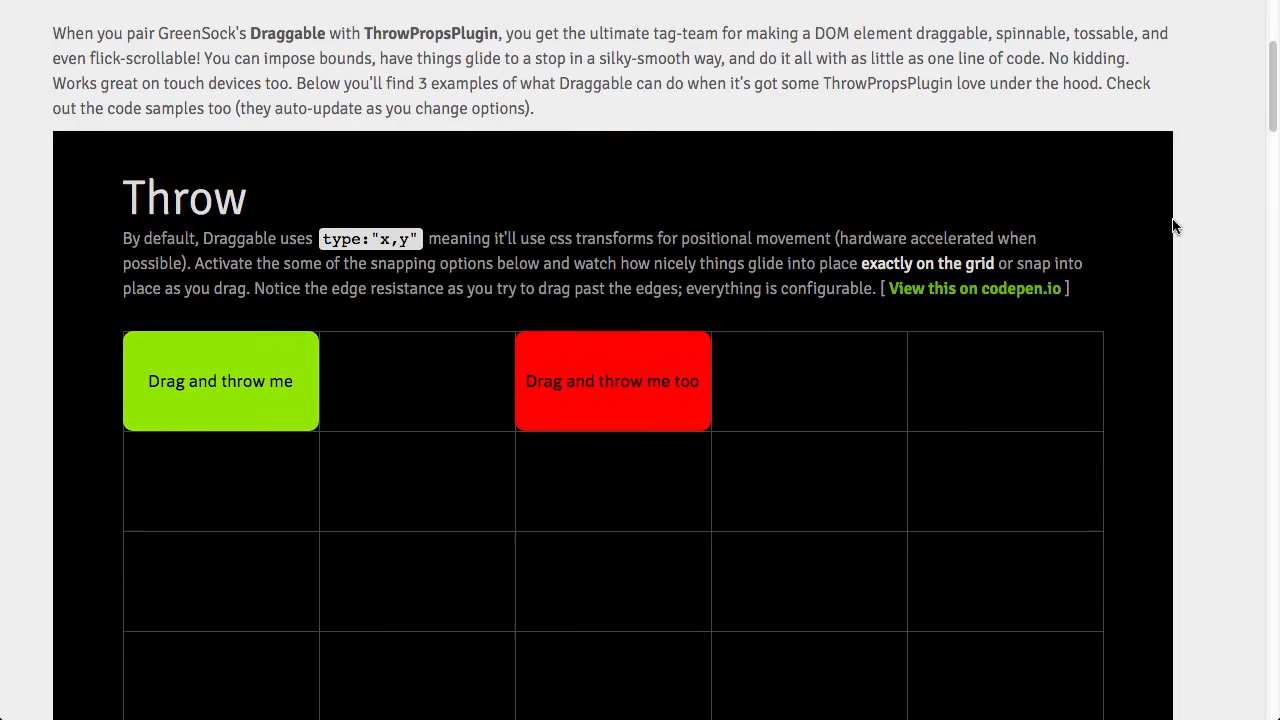 When you pair GreenSock's Draggable with ThrowPropsPlugin, you get the ultimate tag-team for making a DOM element draggable, spinnable, tossable, and
even flick-scrollable! You can impose bounds, have things glide to a stop in a silky-smooth way, and do it all with as little as one line of code. No kidding.
Works great on touch devices too. Below you'll find 3 examples of what Draggable can do when it's got some ThrowPropsPlugin love under the hood. Check
out the code samples too (they auto-update as you change options).
Throw
By default, Draggable uses type:"x,y" meaning it'll use css transforms for positional movement (hardware accelerated when
possible). Activate the some of the snapping options below and watch how nicely things glide into place exactly on the grid or snap into
place as you drag. Notice the edge resistance as you try to drag past the edges; everything is configurable. [ View this on codepen.io ]
Drag and throw me
Drag and throw me too